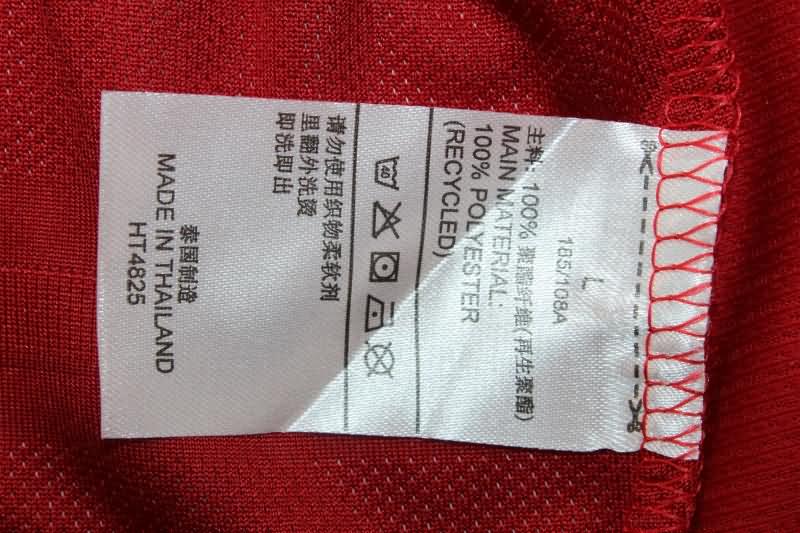 L
185/108A
主料: 100% 聚酯纤维(再生聚酯)
MAIN MATERIAL:
100% POLYESTER
(RECYCLED)
40
请勿使用织物柔软剂
里翻外洗烫
即洗即出
泰国制造
MADE IN THAILAND
HT4825